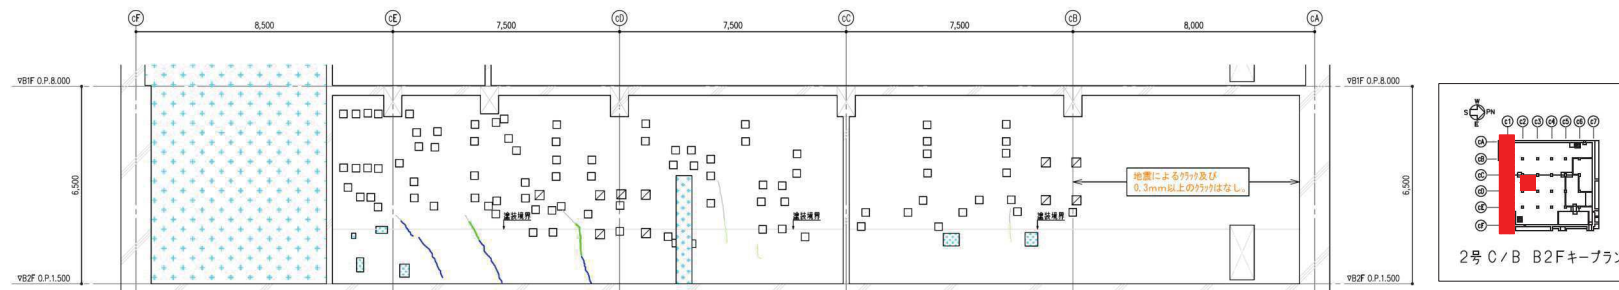 cF
cE
cD
cC
cB
cA
8,500
7,500
7,500
7,500
8,000
▽B1F O.P.8.000
▽B1F O.P.8.000
6,500
6,500
地震によるクラック及び
0.3mm以上のクラックはなし。
塗装境界
塗装境界
塗装境界
▽B2F O.P.1.500
▽B2F O.P.1.500
W
S PN
E
c1 c2 c3 c4 c5 c6 c7
cA
cB
cC
cD
cE
cF
2号 C/B B2Fキープラン